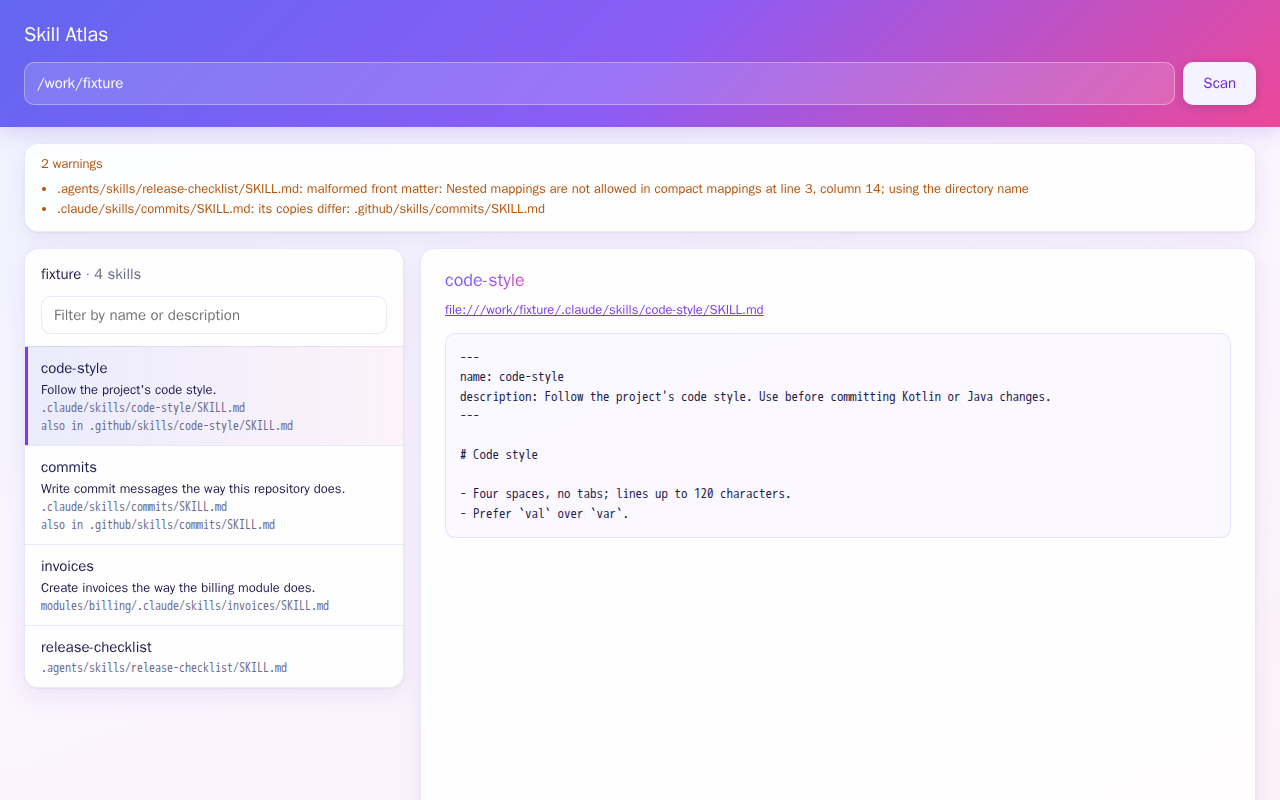 Skill Atlas
/work/fixture
Scan
2 warnings
• .agents/skills/release-checklist/SKILL.md: malformed front matter: Nested mappings are not allowed in compact mappings at line 3, column 14; using the directory name
• .claude/skills/commits/SKILL.md: its copies differ: .github/skills/commits/SKILL.md
fixture · 4 skills
Filter by name or description
code-style
Follow the project's code style.
.claude/skills/code-style/SKILL.md
also in .github/skills/code-style/SKILL.md
commits
Write commit messages the way this repository does.
.claude/skills/commits/SKILL.md
also in .github/skills/commits/SKILL.md
invoices
Create invoices the way the billing module does.
modules/billing/.claude/skills/invoices/SKILL.md
release-checklist
.agents/skills/release-checklist/SKILL.md
code-style
file:///work/fixture/.claude/skills/code-style/SKILL.md
---
name: code-style
description: Follow the project's code style. Use before committing Kotlin or Java changes.
---
# Code style
- Four spaces, no tabs; lines up to 120 characters.
- Prefer `val` over `var`.